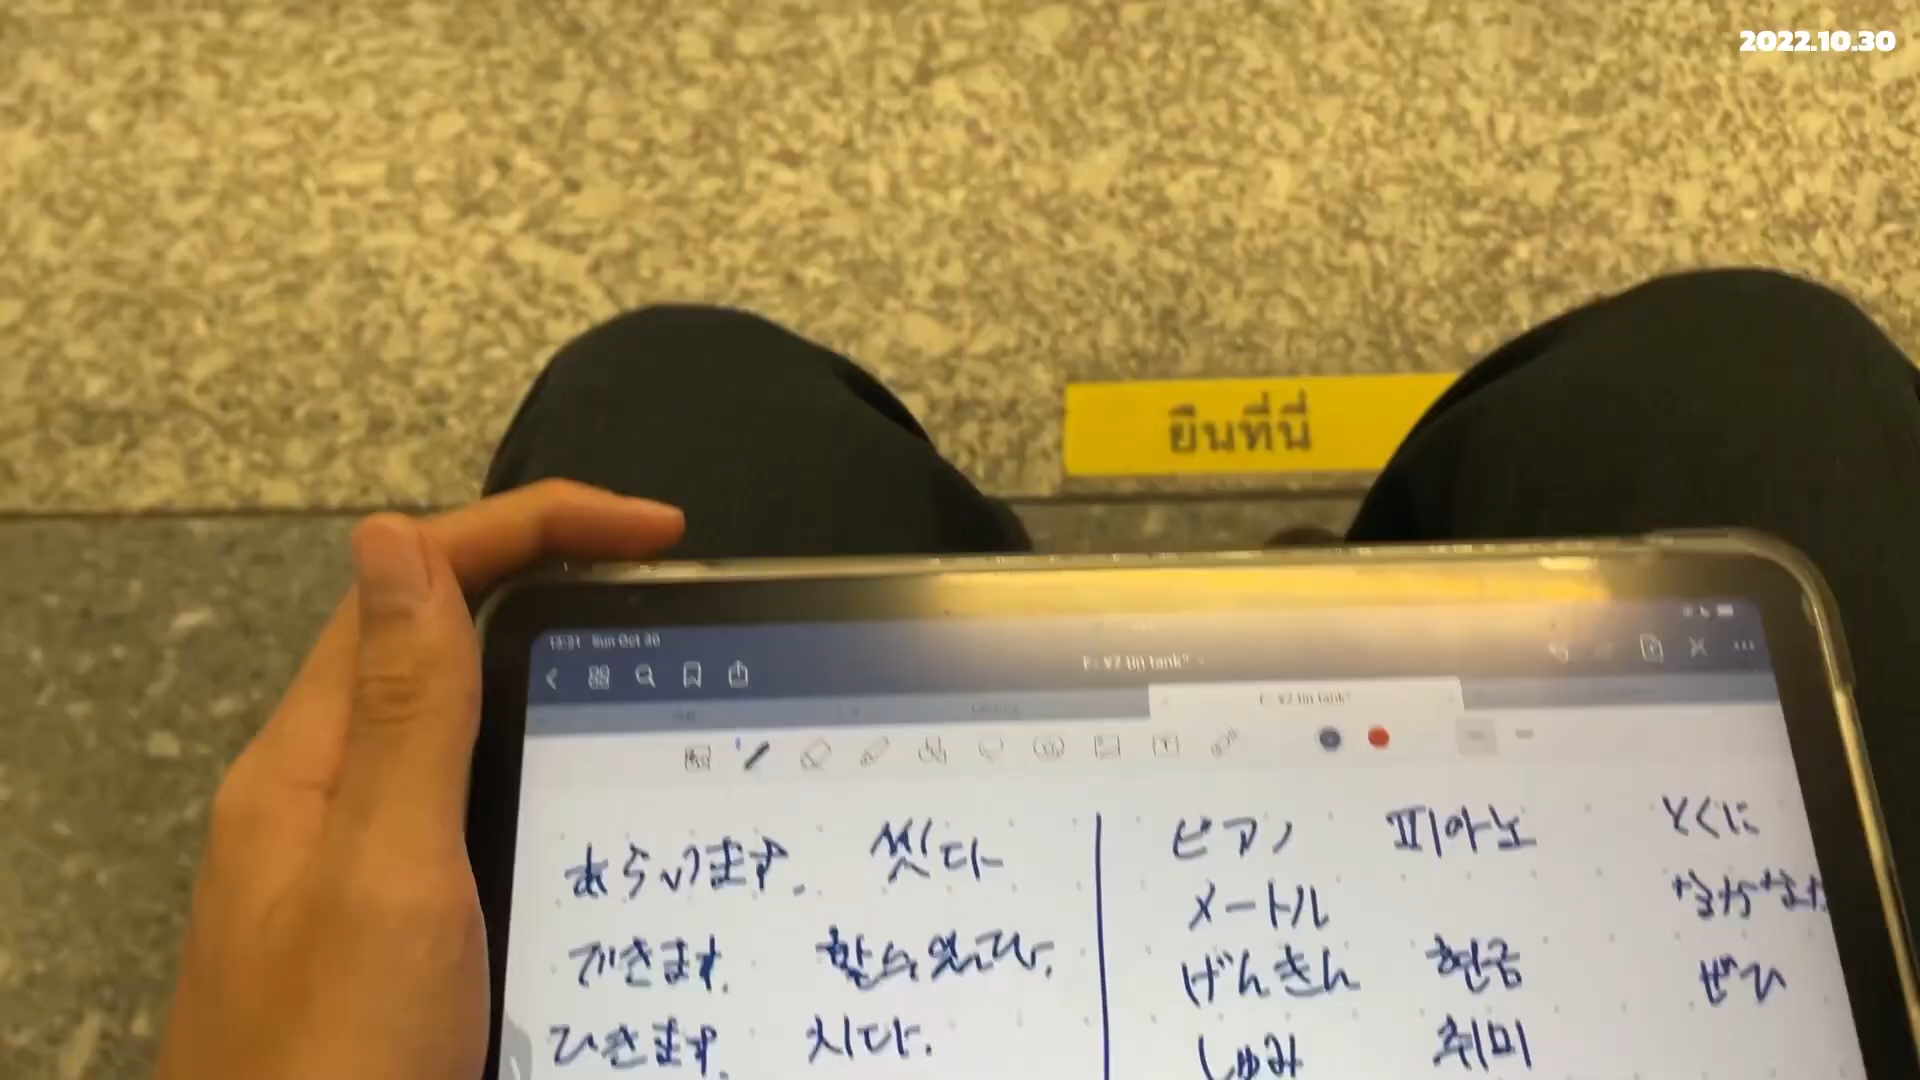 2022.10.30
ยืนที่นี่
Sun Oct 30
あらいます。 씻다
できます。 할수있다.
ひきます。 치다.
ピアノ 피아노
メートル
げんきん 현금
しゅみ 취미
とくに
なかなか
ぜひ